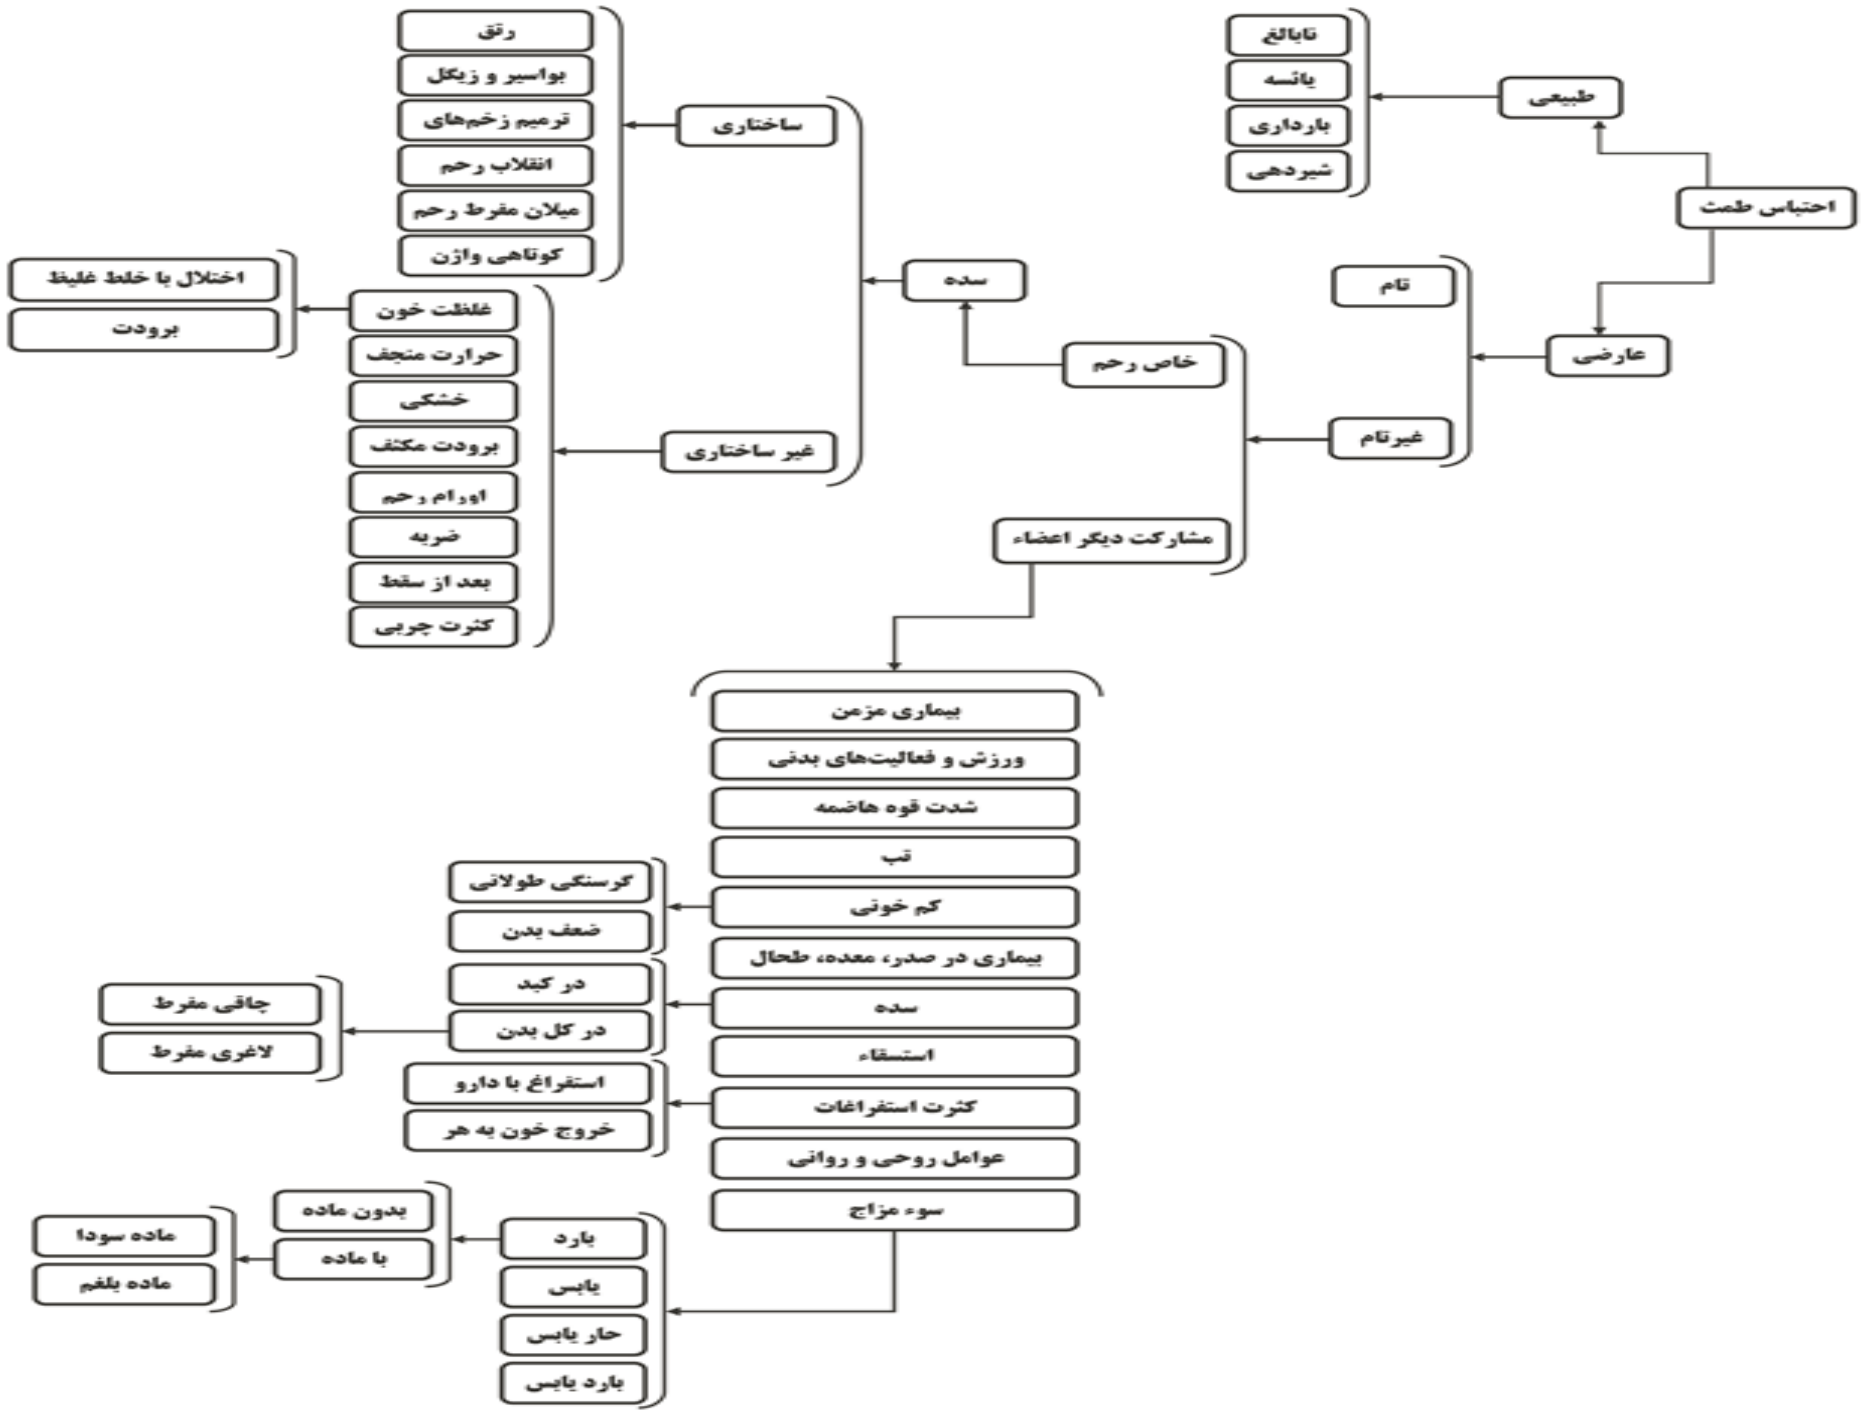 احتباس طمث
طبیعی
نابالغ
یائسه
بارداری
شیردهی
عارضی
تام
غیرتام
خاص رحم
سده
ساختاری
رتق
بواسیر و زیگل
ترمیم زخم‌های
انقلاب رحم
میلان مفرط رحم
کوتاهی واژن
غیر ساختاری
غلظت خون
اختلال با خلط غلیظ
برودت
حرارت منجف
خشکی
برودت مکثف
اورام رحم
ضربه
بعد از سقط
کثرت چربی
مشارکت دیگر اعضاء
بیماری مزمن
ورزش و فعالیت‌های بدنی
شدت قوه هاضمه
تب
کم خونی
گرسنگی طولانی
ضعف بدن
بیماری در صدر، معده، طحال
سده
در کبد
در کل بدن
چاقی مفرط
لاغری مفرط
استسقاء
کثرت استفراغات
استفراغ با دارو
خروج خون به هر
عوامل روحی و روانی
سوء مزاج
بارد
بدون ماده
با ماده
ماده سودا
ماده بلغم
یابس
حار یابس
بارد یابس